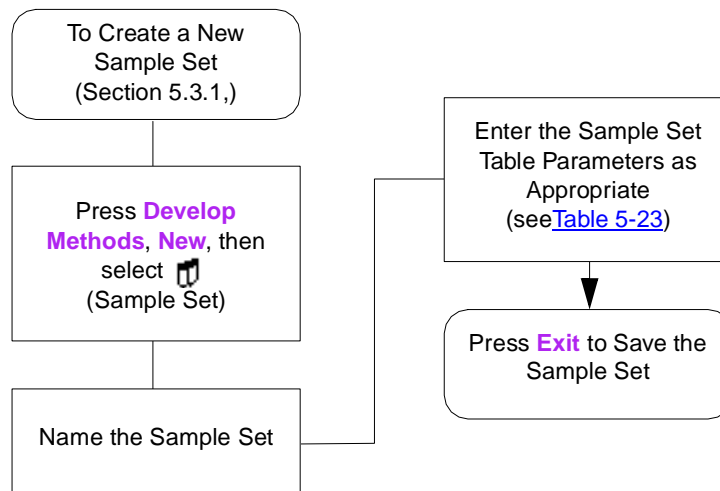 To Create a New
Sample Set
(Section 5.3.1,)
Press Develop
Methods, New, then
select
(Sample Set)
Name the Sample Set
Enter the Sample Set
Table Parameters as
Appropriate
(seeTable 5-23)
Press Exit to Save the
Sample Set